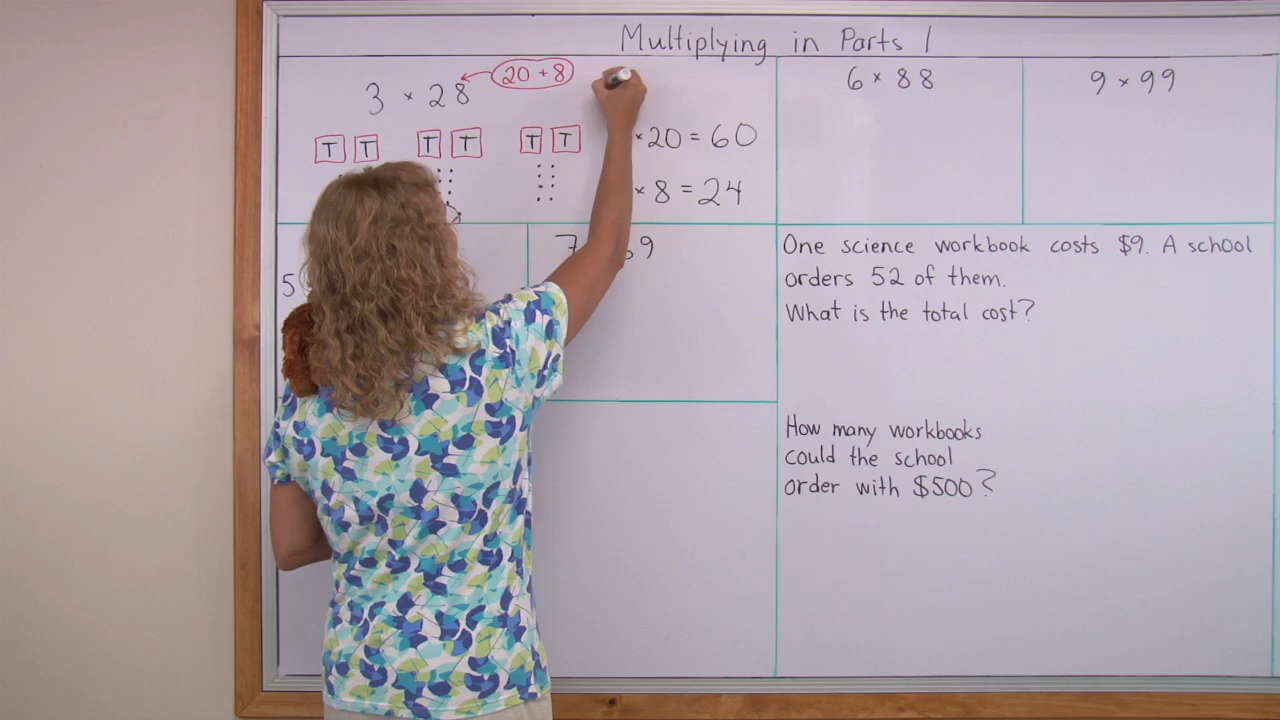 Multiplying in Parts 1
3 × 28 ← 20 + 8
T T T T T T
× 20 = 60
× 8 = 24
5
7 9
6 × 88
9 × 99
One science workbook costs $9. A school
orders 52 of them.
What is the total cost?
How many workbooks
could the school
order with $500?